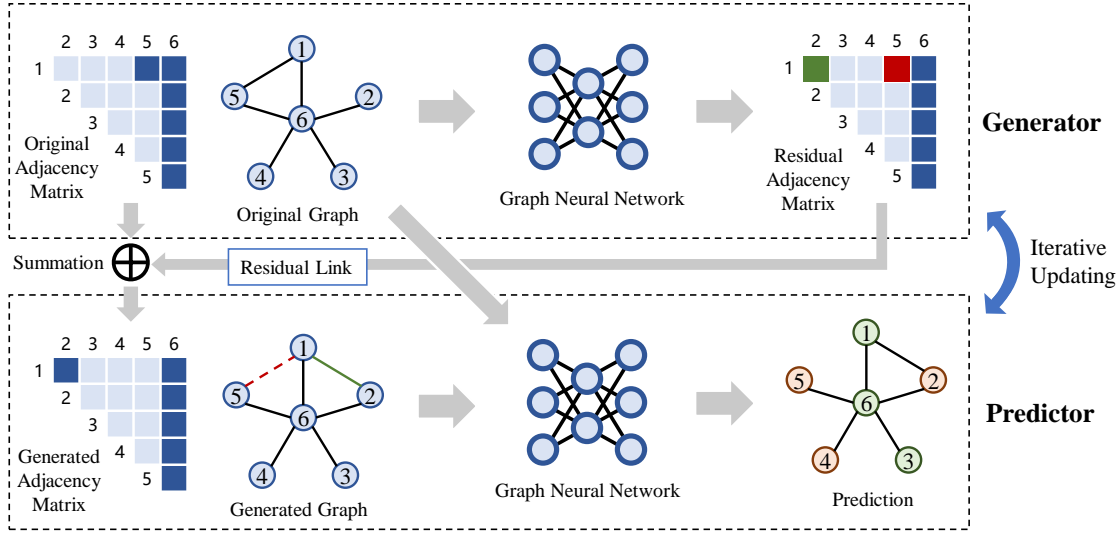 2 3 4 5 6
1
2
3
4
5
Original
Adjacency
Matrix
1
5
2
6
4
3
Original Graph
Graph Neural Network
2 3 4 5 6
1
2
3
4
5
Residual
Adjacency
Matrix
Generator
Summation
Residual Link
Iterative
Updating
2 3 4 5 6
1
2
3
4
5
Generated
Adjacency
Matrix
1
5
2
6
4
3
Generated Graph
Graph Neural Network
1
5
2
6
4
3
Prediction
Predictor